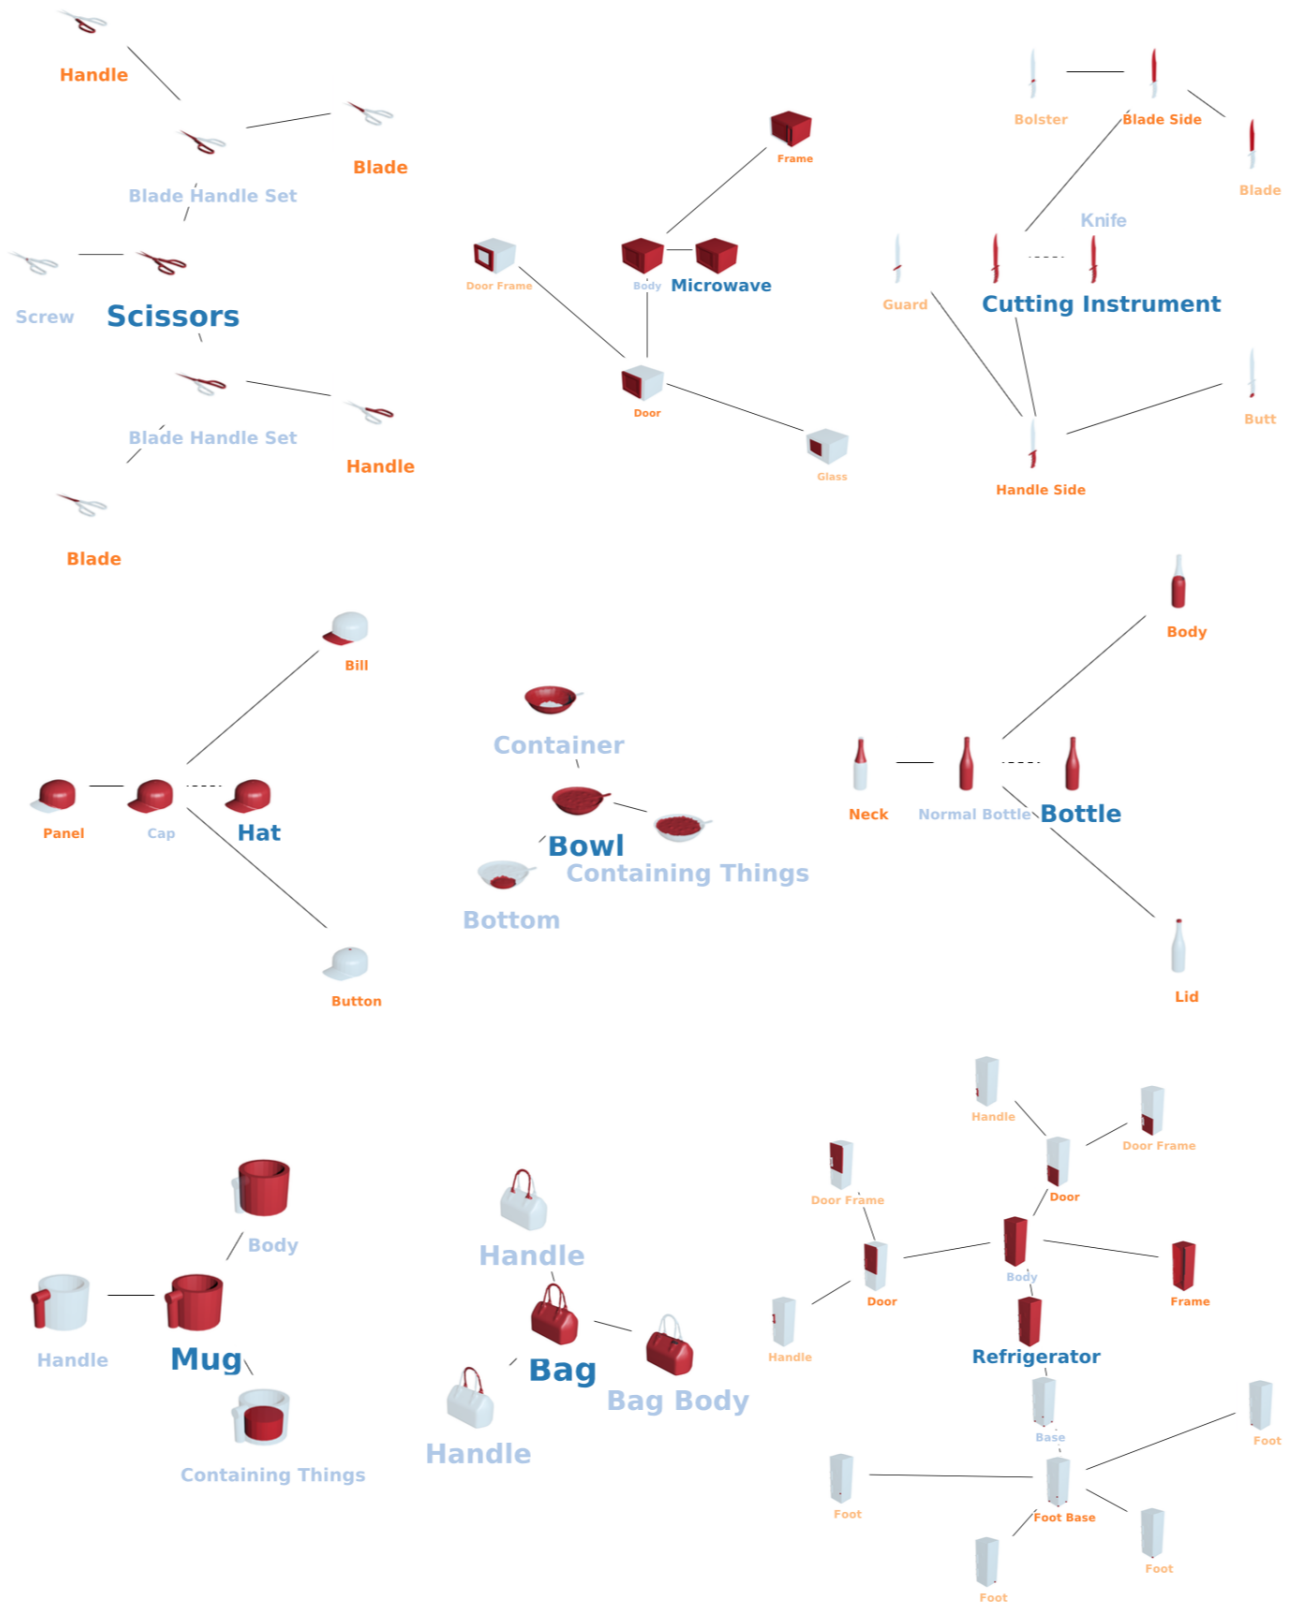 Handle
Blade
Blade Handle Set
Screw
Scissors
Blade Handle Set
Handle
Blade
Frame
Door Frame
Body
Microwave
Door
Glass
Bolster
Blade Side
Blade
Knife
Guard
Cutting Instrument
Butt
Handle Side
Bill
Panel
Cap
Hat
Button
Container
Bowl
Containing Things
Bottom
Body
Neck
Normal Bottle
Bottle
Lid
Body
Handle
Mug
Containing Things
Handle
Bag
Bag Body
Handle
Handle
Door Frame
Door Frame
Door
Body
Door
Frame
Handle
Refrigerator
Base
Foot
Foot
Foot Base
Foot
Foot